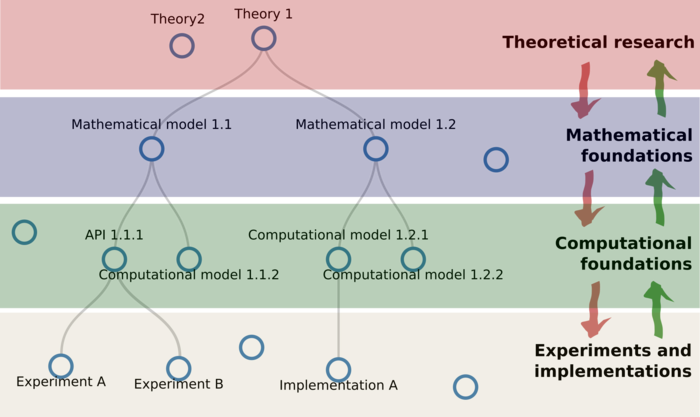 Theory2
Theory 1
Theoretical research
Mathematical model 1.1
Mathematical model 1.2
Mathematical
foundations
API 1.1.1
Computational model 1.2.1
Computational
foundations
Computational model 1.1.2
Computational model 1.2.2
Experiments and
implementations
Experiment A
Experiment B
Implementation A